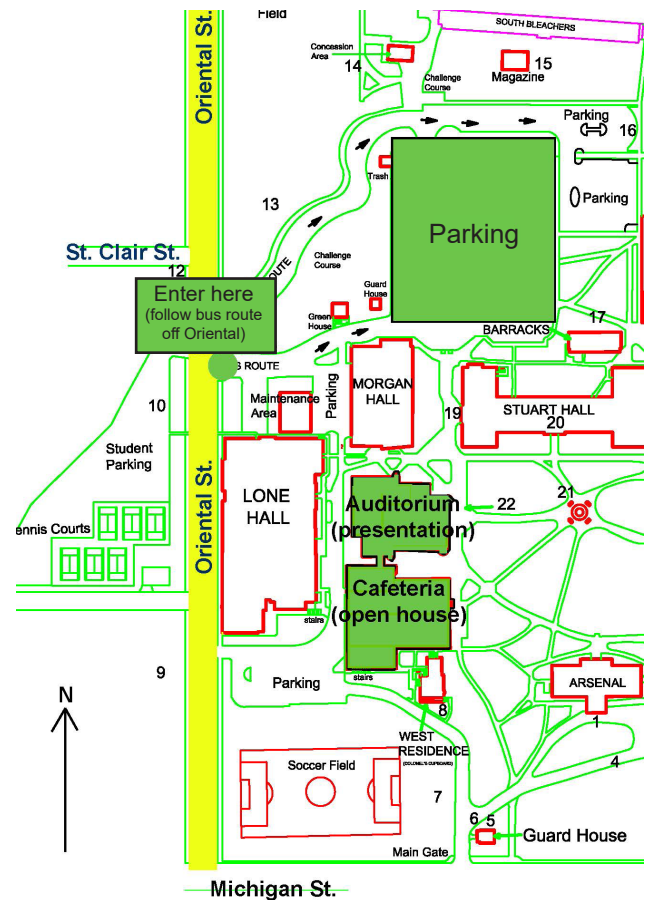 Field
SOUTH BLEACHERS
Oriental St.
Concession
Area
14
15
Magazine
Challenge
Course
Parking
16
Trash
Parking
13
Parking
St. Clair St.
12
Challenge
Course
Enter here
(follow bus route
off Oriental)
Guard
House
Green
House
17
BARRACKS
ROUTE
Maintenance
Area
Parking
MORGAN
HALL
10
19
STUART HALL
20
Student
Parking
Oriental St.
LONE
HALL
Auditorium
(presentation)
22
21
Cafeteria
(open house)
stairs
9
Parking
stairs
ARSENAL
8
1
N
WEST
RESIDENCE
(COLONEL'S CUPBOARD)
Soccer Field
4
7
6
5
Guard House
Main Gate
Michigan St.